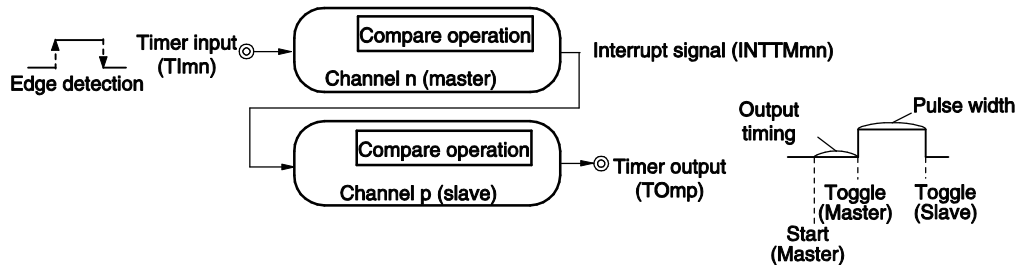 Timer input
(TImn)
Edge detection
Compare operation
Channel n (master)
Interrupt signal (INTTMmn)
Compare operation
Channel p (slave)
Timer output
(TOmp)
Output
timing
Pulse width
Toggle
(Master)
Toggle
(Slave)
Start
(Master)